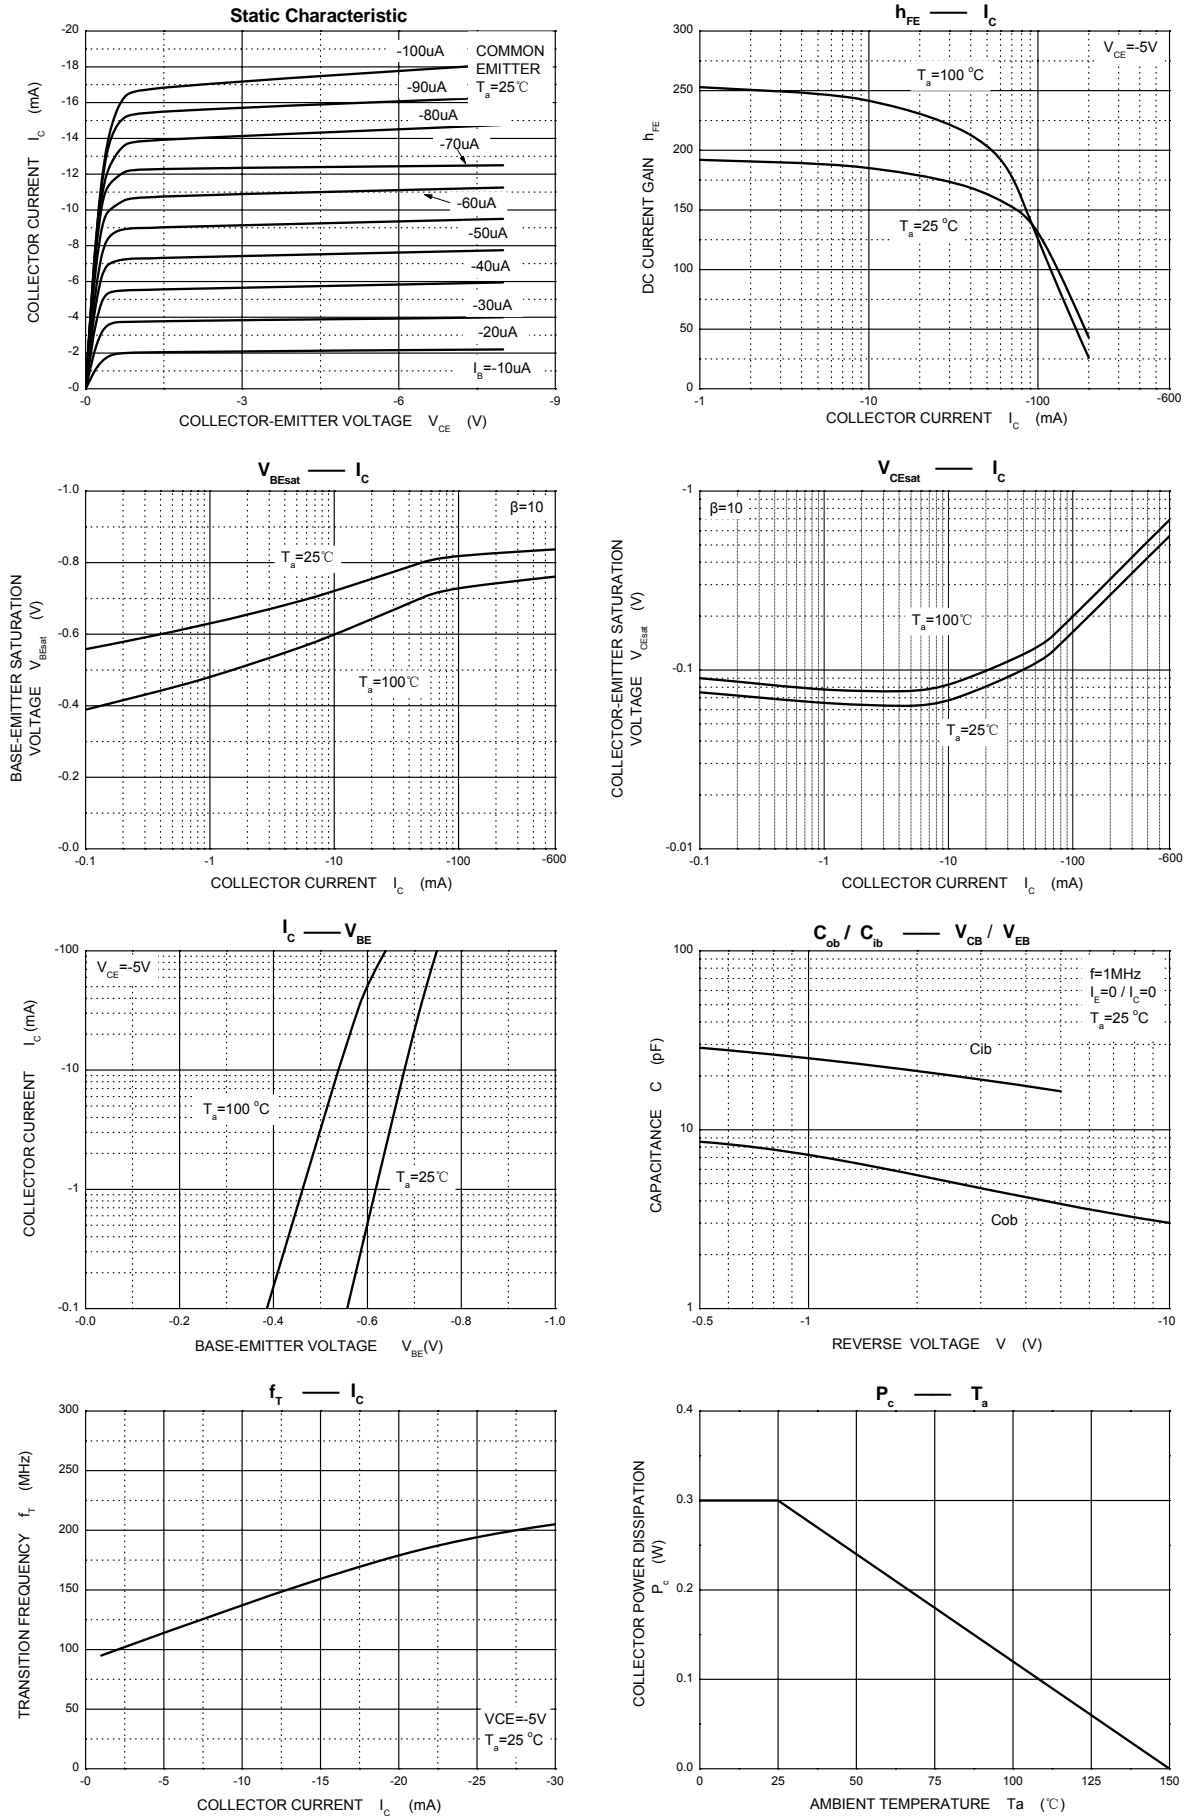 Static Characteristic
-20
-18
-16
-14
-12
-10
-8
-6
-4
-2
-0
COLLECTOR CURRENT I_C (mA)
-100uA
COMMON
EMITTER
T_a=25℃
-90uA
-80uA
-70uA
-60uA
-50uA
-40uA
-30uA
-20uA
I_B=-10uA
-0
-3
-6
-9
COLLECTOR-EMITTER VOLTAGE V_CE (V)
h_FE —— I_C
300
250
200
150
100
50
0
DC CURRENT GAIN h_FE
V_CE=-5V
T_a=100 °C
T_a=25 °C
-1
-10
-100
-600
COLLECTOR CURRENT I_C (mA)
V_BEsat —— I_C
-1.0
-0.8
-0.6
-0.4
-0.2
-0.0
BASE-EMITTER SATURATION
VOLTAGE V_BEsat (V)
β=10
T_a=25℃
T_a=100℃
-0.1
-1
-10
-100
-600
COLLECTOR CURRENT I_C (mA)
V_CEsat —— I_C
-1
-0.1
-0.01
COLLECTOR-EMITTER SATURATION
VOLTAGE V_CEsat (V)
β=10
T_a=100℃
T_a=25℃
-0.1
-1
-10
-100
-600
COLLECTOR CURRENT I_C (mA)
I_C —— V_BE
-100
-10
-1
-0.1
COLLECTOR CURRENT I_C (mA)
V_CE=-5V
T_a=100 °C
T_a=25℃
-0.0
-0.2
-0.4
-0.6
-0.8
-1.0
BASE-EMITTER VOLTAGE V_BE(V)
C_ob / C_ib —— V_CB / V_EB
100
10
1
CAPACITANCE C (pF)
f=1MHz
I_E=0 / I_C=0
T_a=25 °C
Cib
Cob
-0.5
-1
-10
REVERSE VOLTAGE V (V)
f_T —— I_C
300
250
200
150
100
50
0
TRANSITION FREQUENCY f_T (MHz)
VCE=-5V
T_a=25 °C
-0
-5
-10
-15
-20
-25
-30
COLLECTOR CURRENT I_C (mA)
P_c —— T_a
0.4
0.3
0.2
0.1
0.0
COLLECTOR POWER DISSIPATION
P_c (W)
0
25
50
75
100
125
150
AMBIENT TEMPERATURE Ta (℃)